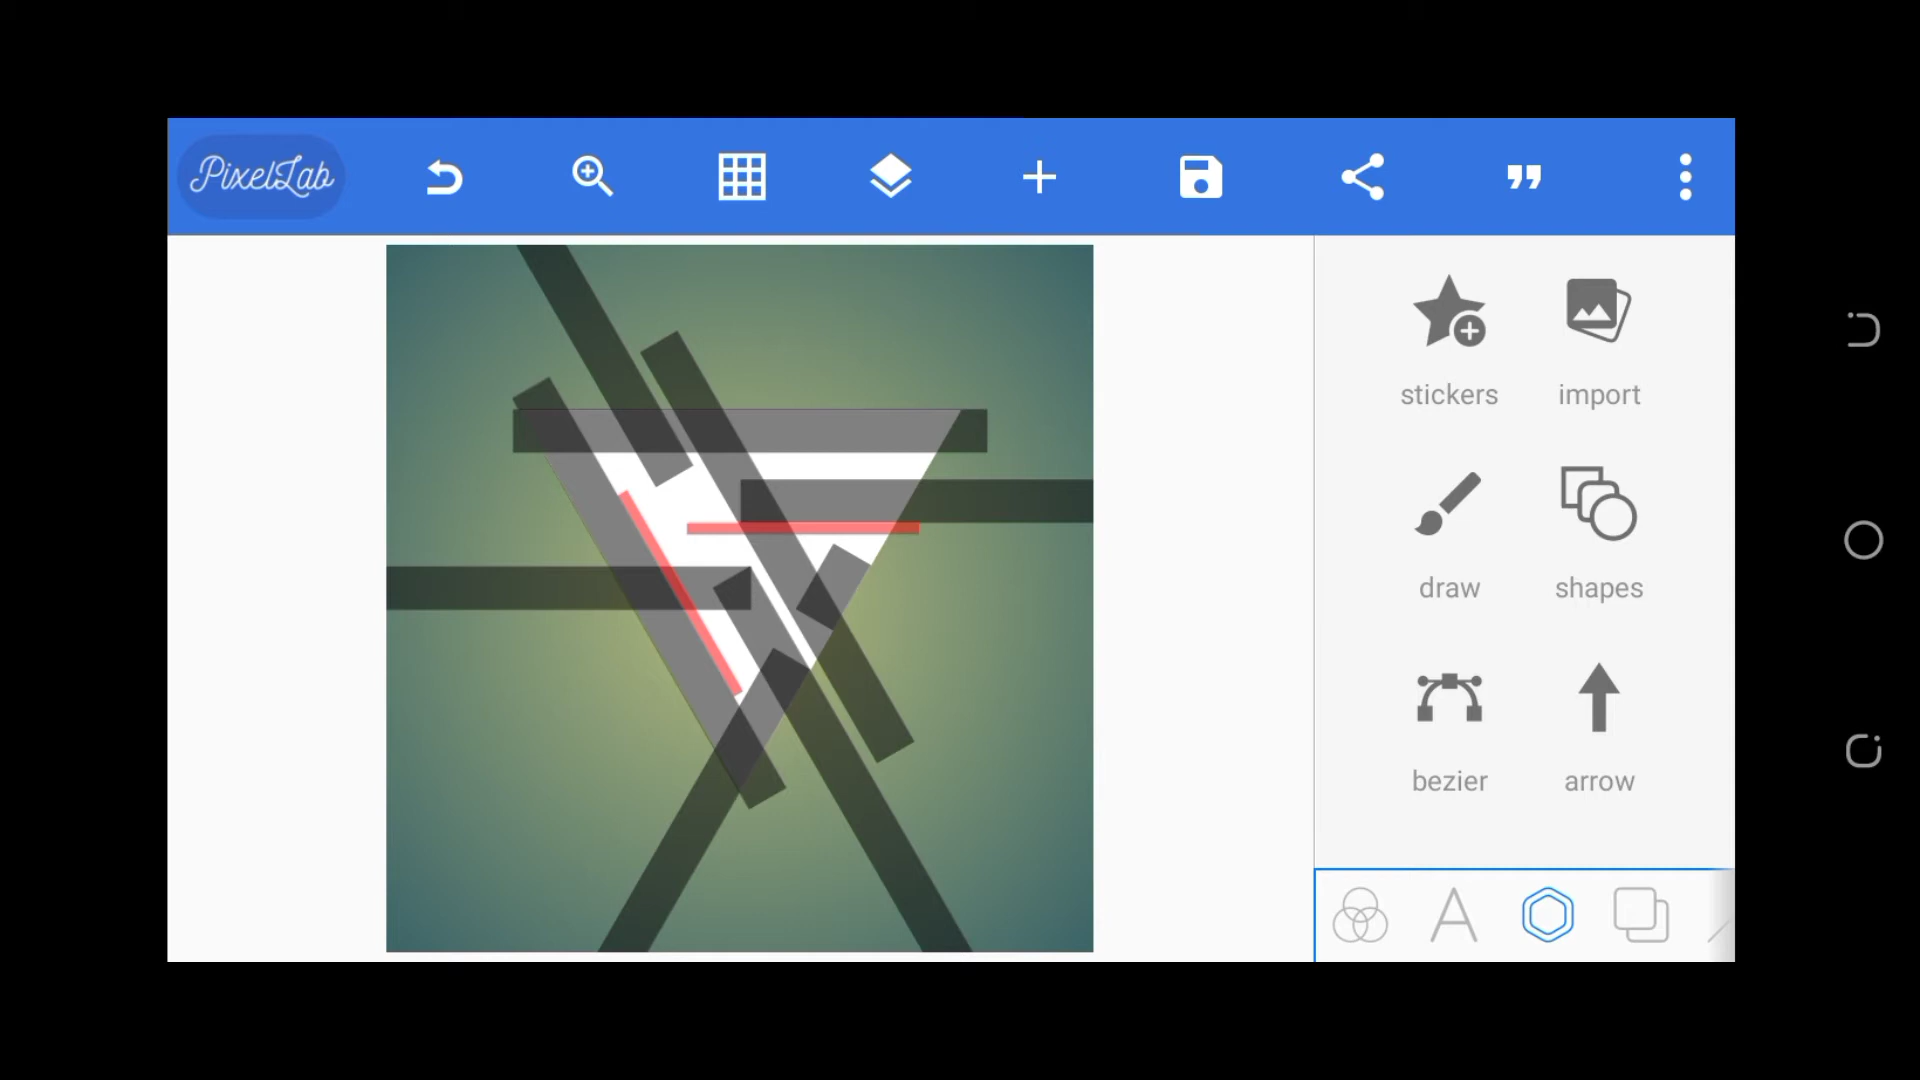 PixelLab
stickers
import
draw
shapes
bezier
arrow